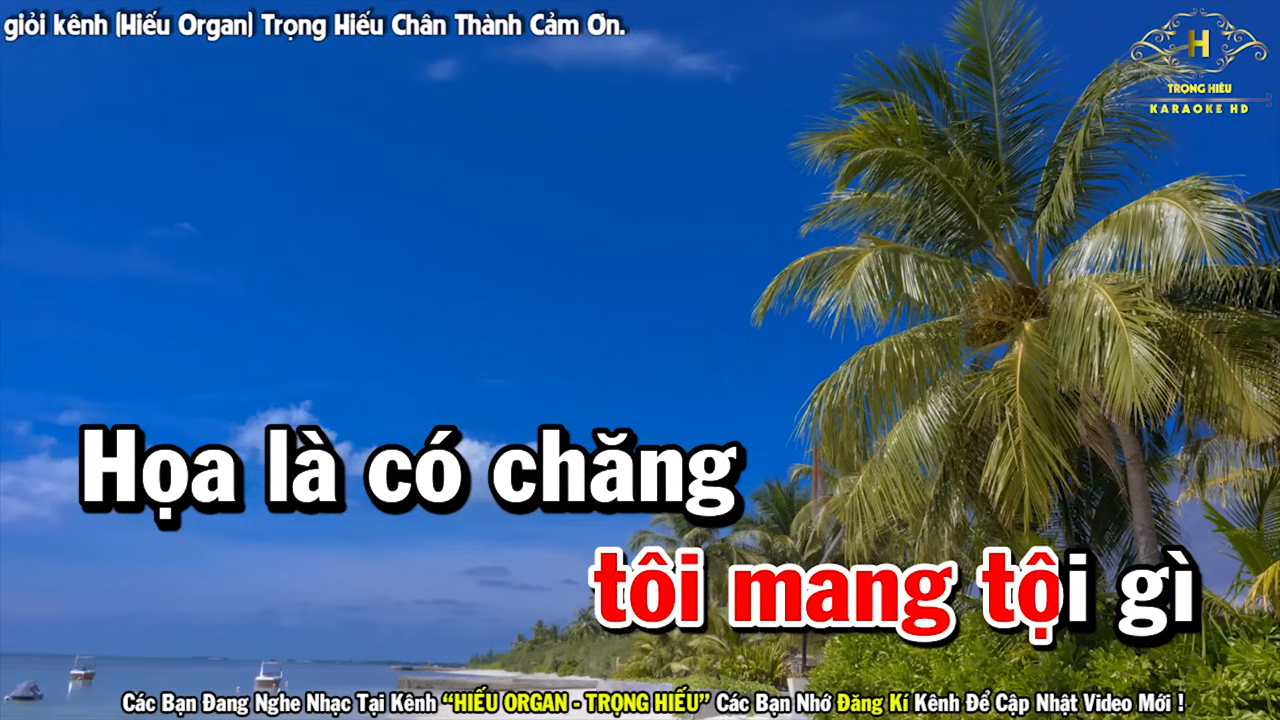 giỏi kênh (Hiếu Organ) Trọng Hiếu Chân Thành Cảm Ơn.
H
TRỌNG HIẾU
KARAOKE HD
Họa là có chăng
tôi mang tội gì
Các Bạn Đang Nghe Nhạc Tại Kênh “HIẾU ORGAN - TRỌNG HIẾU” Các Bạn Nhớ Đăng Kí Kênh Để Cập Nhật Video Mới !